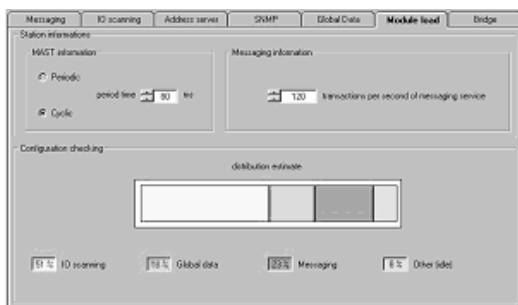 Messaging IO scanning Address server SNMP Global Data Module load Bridge
Station informations
MAST information Messaging information
Periodic
period time 80 ms 120 transactions per second of messaging service
Cyclic
Configuration checking
distribution estimate
51 % IO scanning 18 % Global data 23 % Messaging 8 % Other (idle)